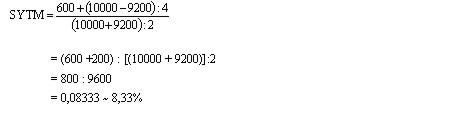 SYTM = 600 + (10000 – 9200) : 4 / (10000+9200) : 2
= (600 +200) : [(10000 + 9200)]:2
= 800 : 9600
= 0,08333 ~ 8,33%